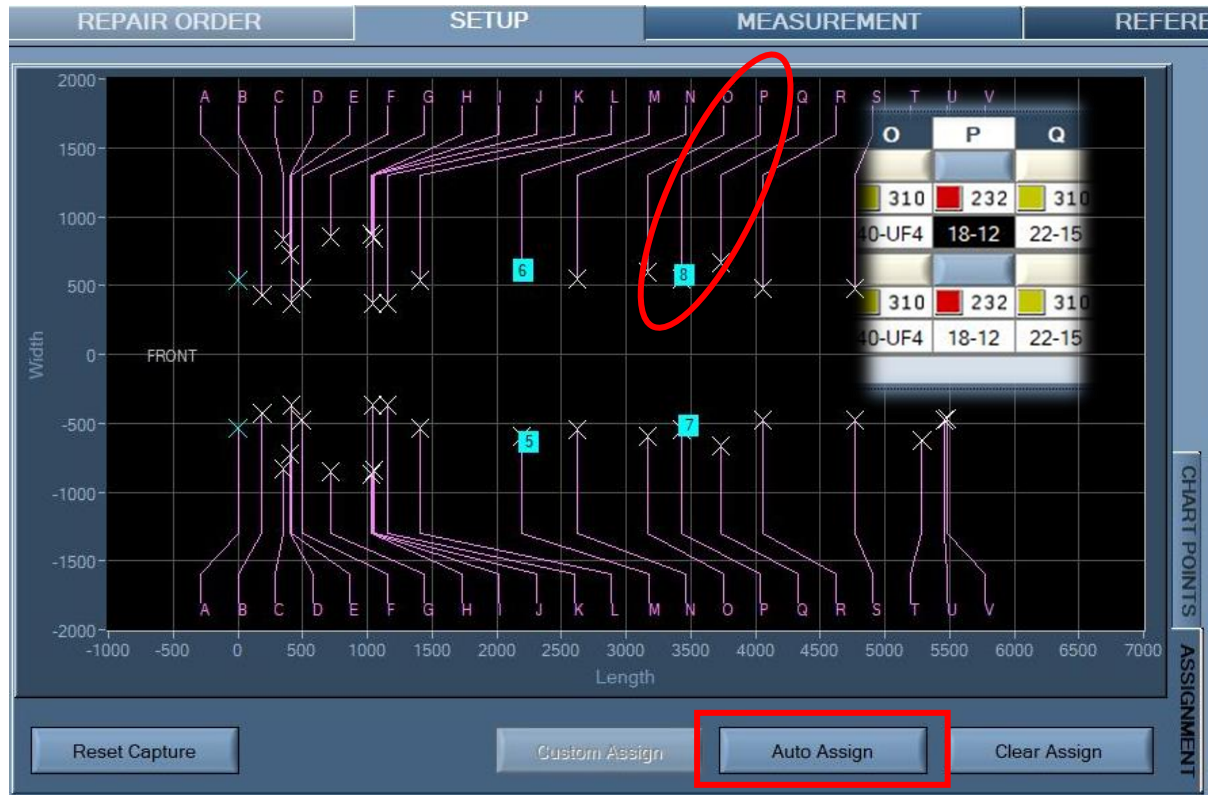 REPAIR ORDER SETUP MEASUREMENT REFERE
2000
A B C D E F G H I J K L M N O P Q R S T U V
1500
O P Q
310 232 310
40-UF4 18-12 22-15
310 232 310
40-UF4 18-12 22-15
1000
500
6 8
Width
0
FRONT
-500
5 7
-1000
-1500
A B C D E F G H I J K L M N O P Q R S T U V
-2000
-1000 -500 0 500 1000 1500 2000 2500 3000 3500 4000 4500 5000 5500 6000 6500 7000
Length
CHART POINTS
ASSIGNMENT
Reset Capture Custom Assign Auto Assign Clear Assign